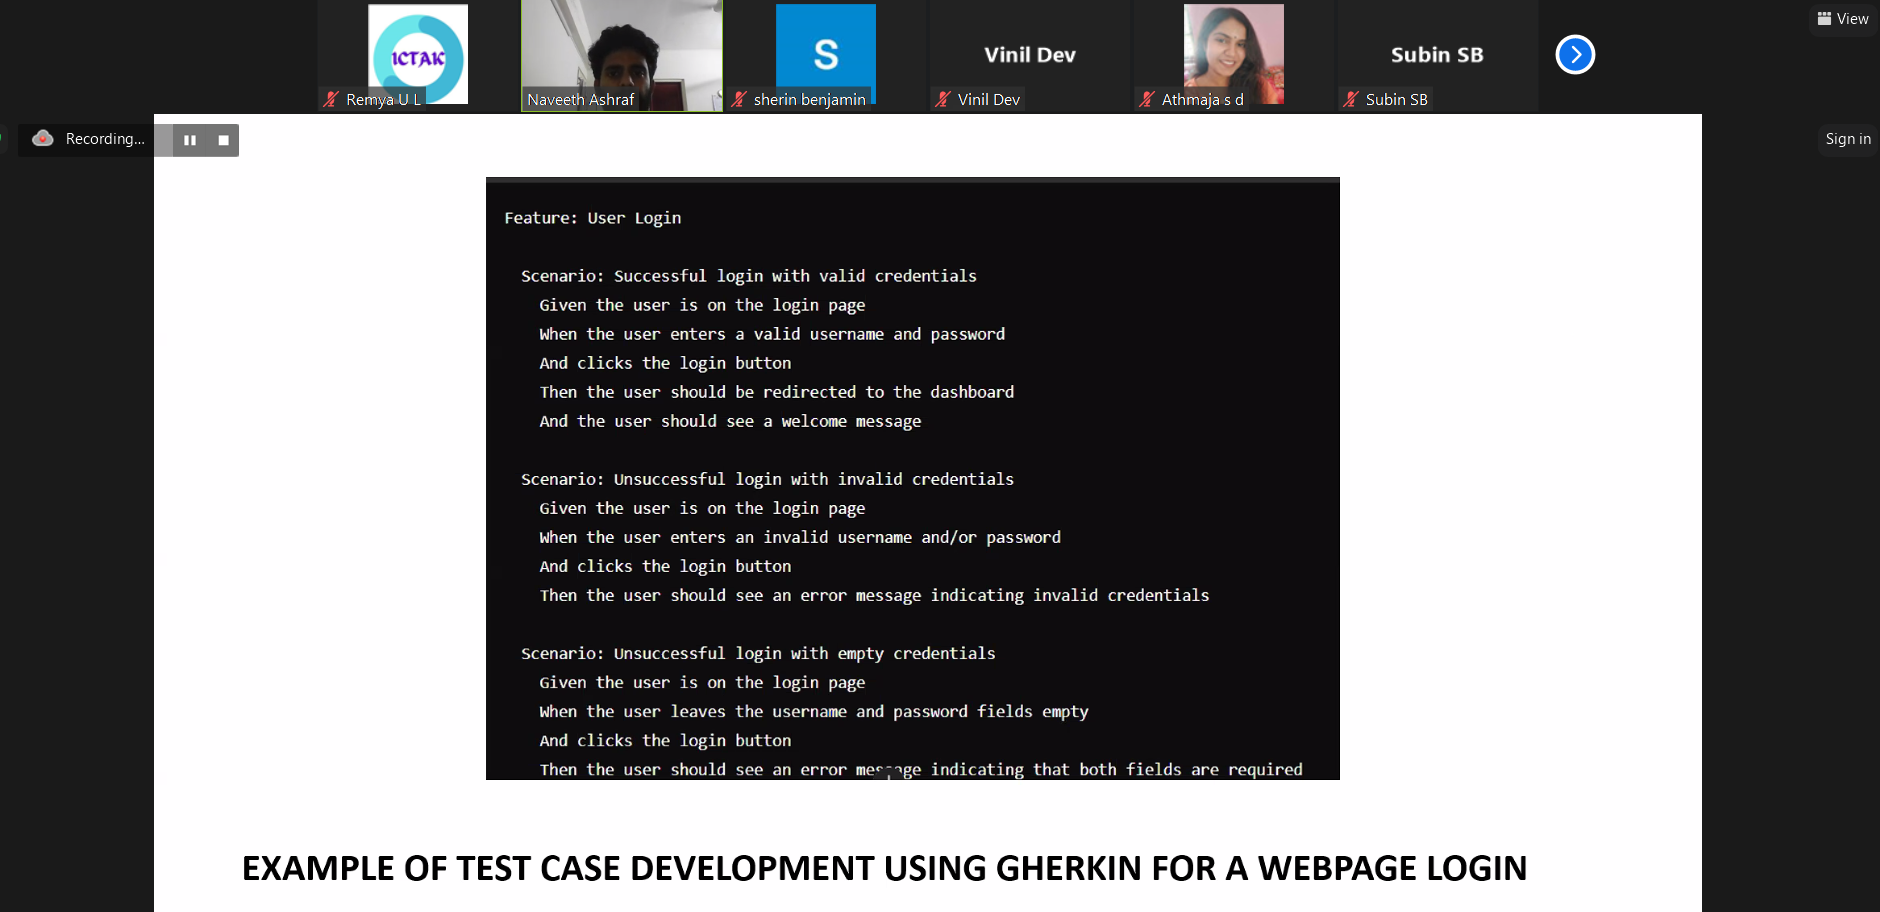 View
ICTAK
S
Vinil Dev
Subin SB
Remya U L
Naveeth Ashraf
sherin benjamin
Vinil Dev
Athmaja s d
Subin SB
Recording...
Sign in
Feature: User Login
Scenario: Successful login with valid credentials
Given the user is on the login page
When the user enters a valid username and password
And clicks the login button
Then the user should be redirected to the dashboard
And the user should see a welcome message
Scenario: Unsuccessful login with invalid credentials
Given the user is on the login page
When the user enters an invalid username and/or password
And clicks the login button
Then the user should see an error message indicating invalid credentials
Scenario: Unsuccessful login with empty credentials
Given the user is on the login page
When the user leaves the username and password fields empty
And clicks the login button
Then the user should see an error message indicating that both fields are required
EXAMPLE OF TEST CASE DEVELOPMENT USING GHERKIN FOR A WEBPAGE LOGIN